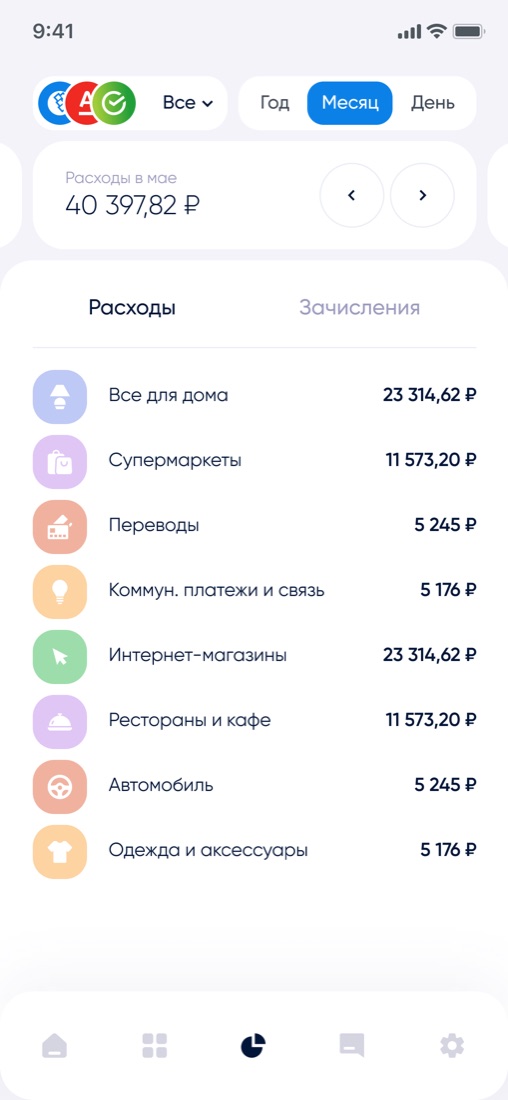 9:41
А
Все
Год
Месяц
День
Расходы в мае
40 397,82 ₽
Расходы
Зачисления
Все для дома
23 314,62 ₽
Супермаркеты
11 573,20 ₽
Переводы
5 245 ₽
Коммун. платежи и связь
5 176 ₽
Интернет-магазины
23 314,62 ₽
Рестораны и кафе
11 573,20 ₽
Автомобиль
5 245 ₽
Одежда и аксессуары
5 176 ₽